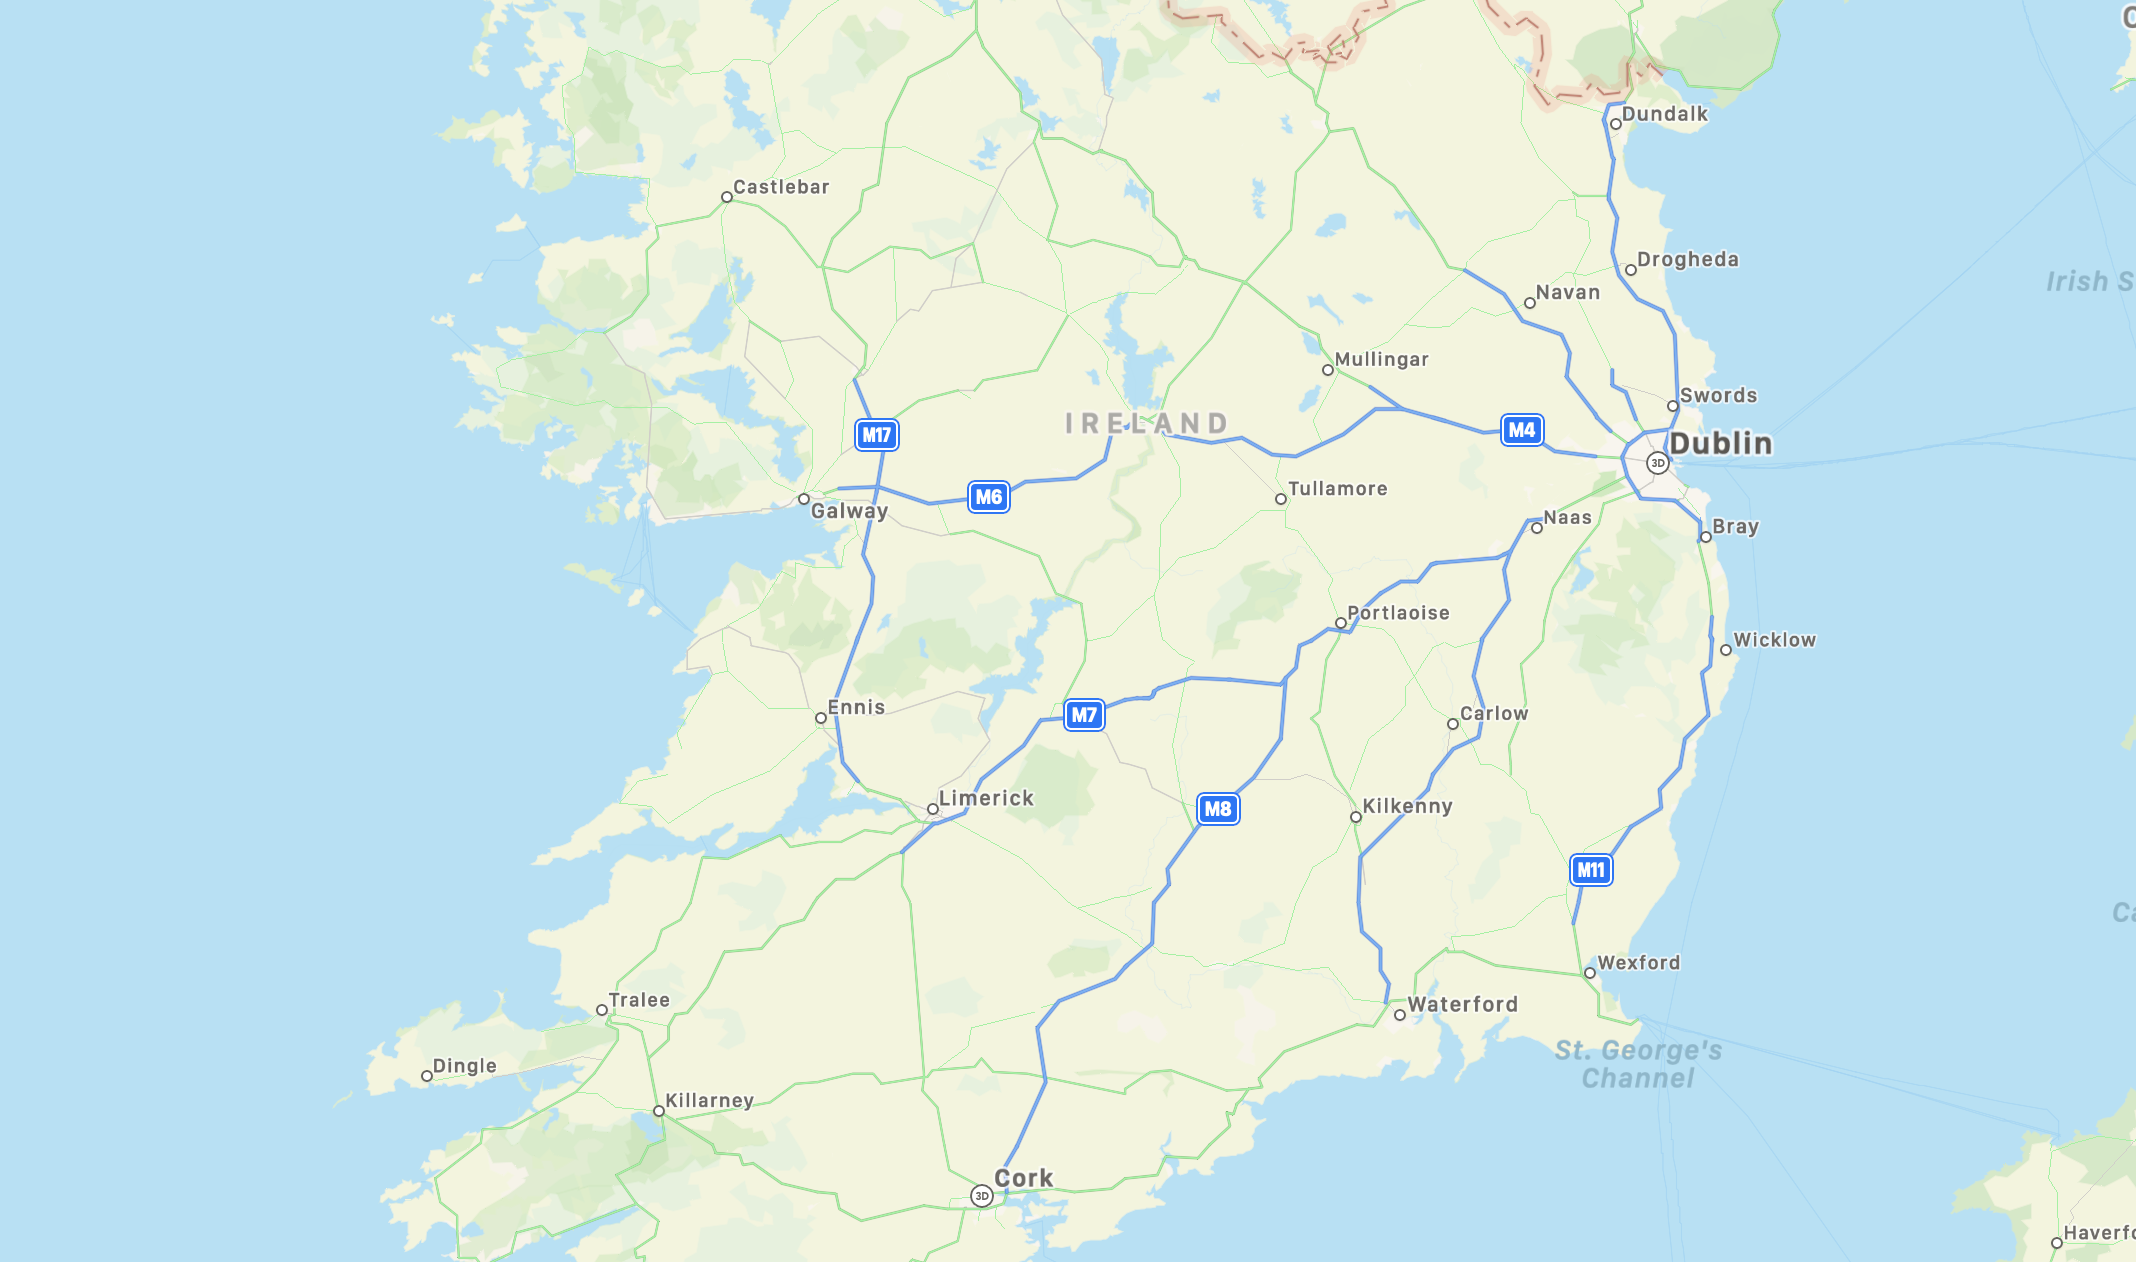 Dundalk
Castlebar
Drogheda
Irish S
Navan
Mullingar
Swords
IRELAND
M17
M4
Dublin
3D
M6
Tullamore
Galway
Naas
Bray
Portlaoise
Wicklow
Ennis
M7
Carlow
Limerick
M8
Kilkenny
M11
Ca
Wexford
Tralee
Waterford
St. George's
Channel
Dingle
Killarney
Cork
3D
Haverfo